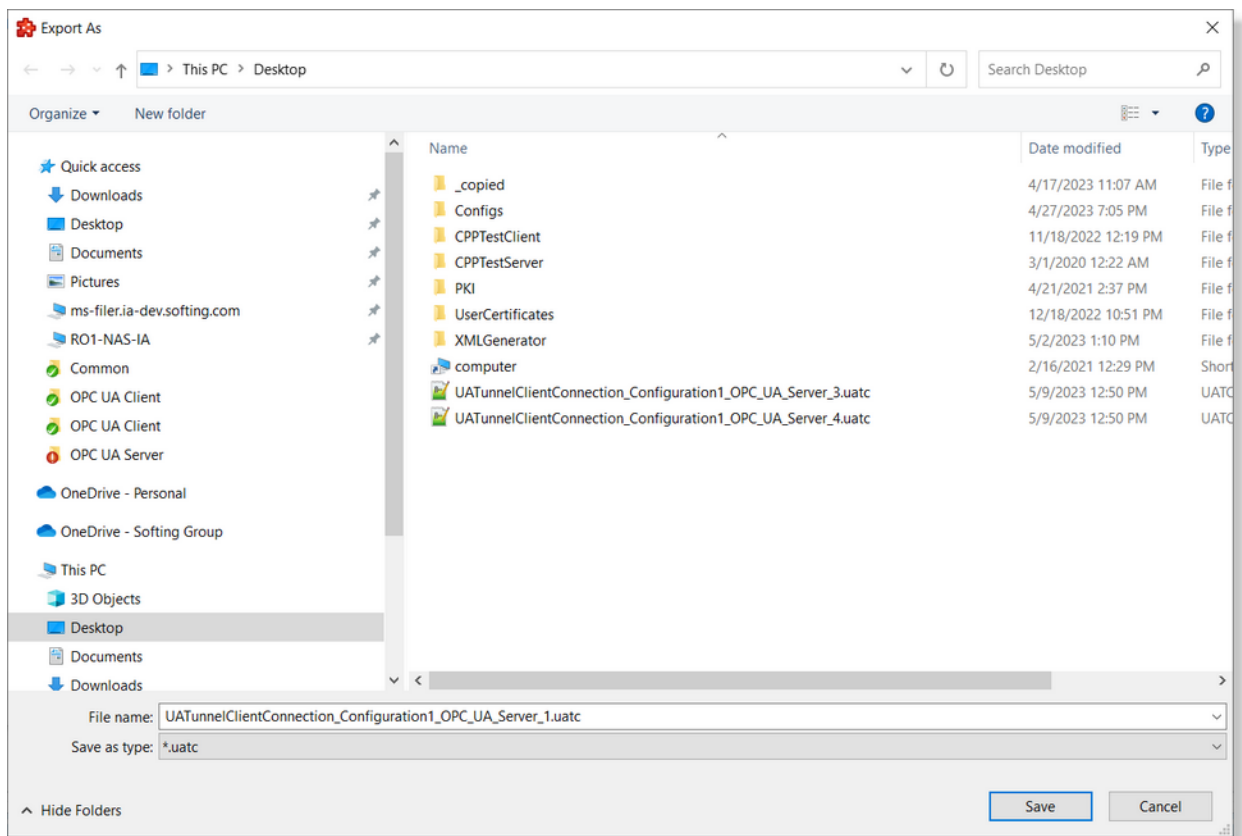 Export As
This PC > Desktop
Search Desktop
Organize
New folder
?
Name
Date modified
Type
Quick access
Downloads
Desktop
Documents
Pictures
ms-filer.ia-dev.softing.com
RO1-NAS-IA
Common
OPC UA Client
OPC UA Client
OPC UA Server
OneDrive - Personal
OneDrive - Softing Group
This PC
3D Objects
Desktop
Documents
Downloads
_copied 4/17/2023 11:07 AM File f
Configs 4/27/2023 7:05 PM File f
CPPTestClient 11/18/2022 12:19 PM File f
CPPTestServer 3/1/2020 12:22 AM File f
PKI 4/21/2021 2:37 PM File f
UserCertificates 12/18/2022 10:51 PM File f
XMLGenerator 5/2/2023 1:10 PM File f
computer 2/16/2021 12:29 PM Short
UATunnelClientConnection_Configuration1_OPC_UA_Server_3.uatc 5/9/2023 12:50 PM UATC
UATunnelClientConnection_Configuration1_OPC_UA_Server_4.uatc 5/9/2023 12:50 PM UATC
File name: UATunnelClientConnection_Configuration1_OPC_UA_Server_1.uatc
Save as type: *.uatc
Hide Folders
Save
Cancel